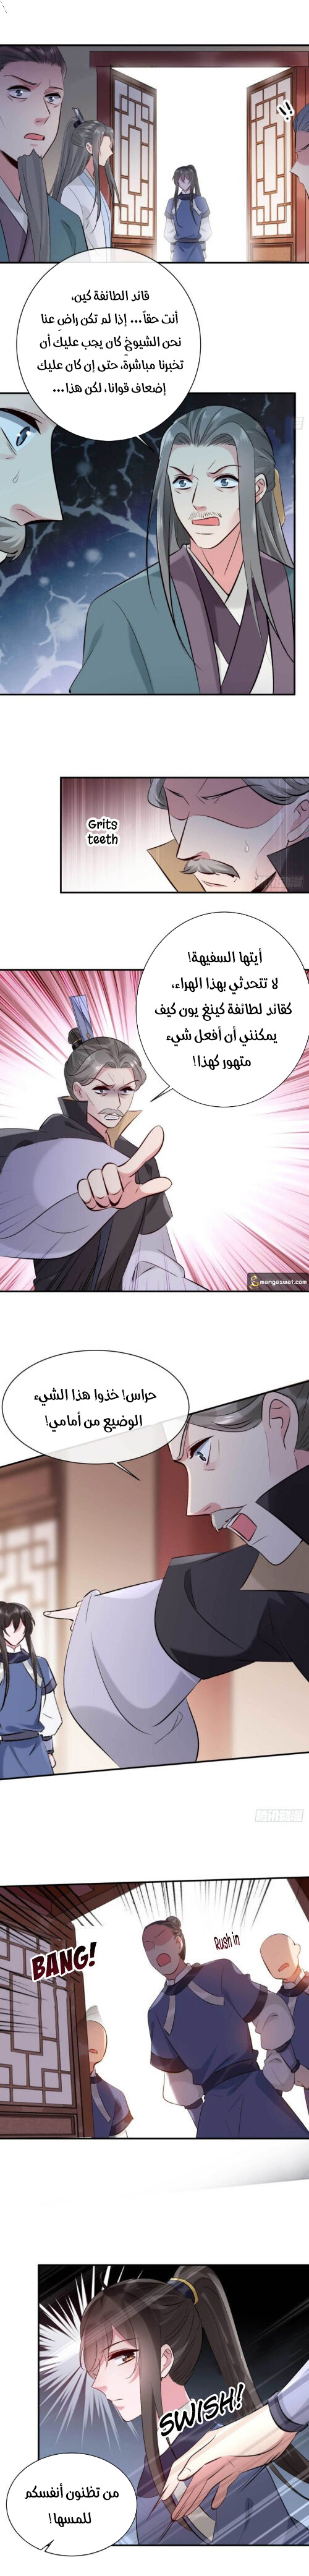 !!
قائد الطائفة كين،
أنت حقاً... إذا لم تكن راضٍ عنا
نحن الشيوخ كان يجب عليك أن
تخبرنا مباشرة، حتى إن كان عليك
إضعاف قوانا، لكن هذا...
Grits
teeth
أيتها السفيهة!
لا تتحدثي بهذا الهراء،
كقائد لطائفة كينغ يون كيف
يمكنني أن أفعل شيء
متهور كهذا!
mangaswat.com
حراس! خذوا هذا الشيء
الوضيع من أمامي!
BANG!
Rush in
SWISH!
من تظنون أنفسكم
للمسها!